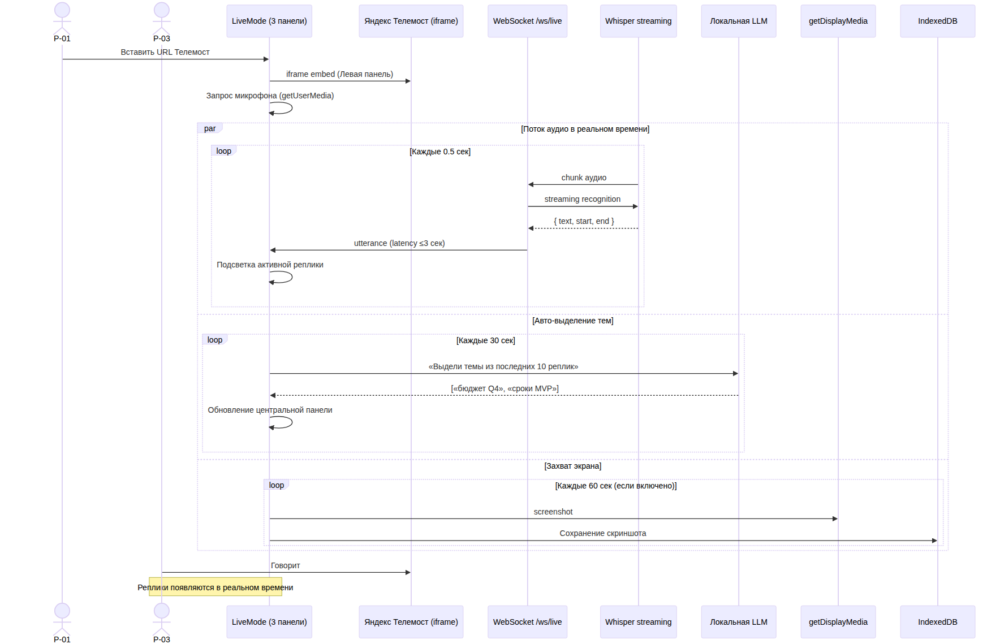 P-01
P-03
LiveMode (3 панели)
Яндекс Телемост (iframe)
WebSocket /ws/live
Whisper streaming
Локальная LLM
getDisplayMedia
IndexedDB
Вставить URL Телемост
iframe embed (Левая панель)
Запрос микрофона (getUserMedia)
par
[Поток аудио в реальном времени]
loop
[Каждые 0.5 сек]
chunk аудио
streaming recognition
{ text, start, end }
utterance (latency ≤3 сек)
Подсветка активной реплики
[Авто-выделение тем]
loop
[Каждые 30 сек]
«Выдели темы из последних 10 реплик»
[«бюджет Q4», «сроки MVP»]
Обновление центральной панели
[Захват экрана]
loop
[Каждые 60 сек (если включено)]
screenshot
Сохранение скриншота
Говорит
Реплики появляются в реальном времени
P-01
P-03
LiveMode (3 панели)
Яндекс Телемост (iframe)
WebSocket /ws/live
Whisper streaming
Локальная LLM
getDisplayMedia
IndexedDB